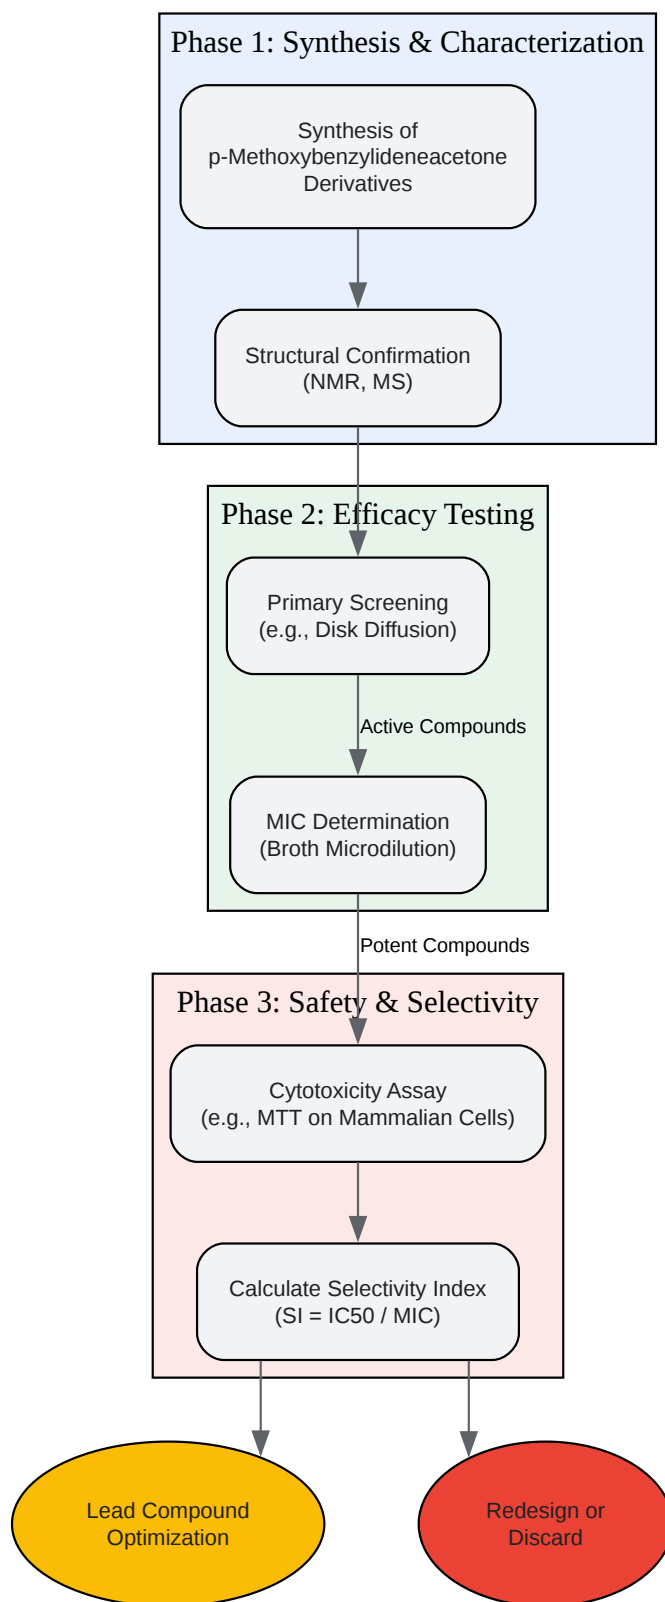 Phase 1: Synthesis & Characterization
Synthesis of
p-Methoxybenzylideneacetone
Derivatives
Structural Confirmation
(NMR, MS)
Phase 2: Efficacy Testing
Primary Screening
(e.g., Disk Diffusion)
Active Compounds
MIC Determination
(Broth Microdilution)
Potent Compounds
Phase 3: Safety & Selectivity
Cytotoxicity Assay
(e.g., MTT on Mammalian Cells)
Calculate Selectivity Index
(SI = IC50 / MIC)
Lead Compound
Optimization
Redesign or
Discard